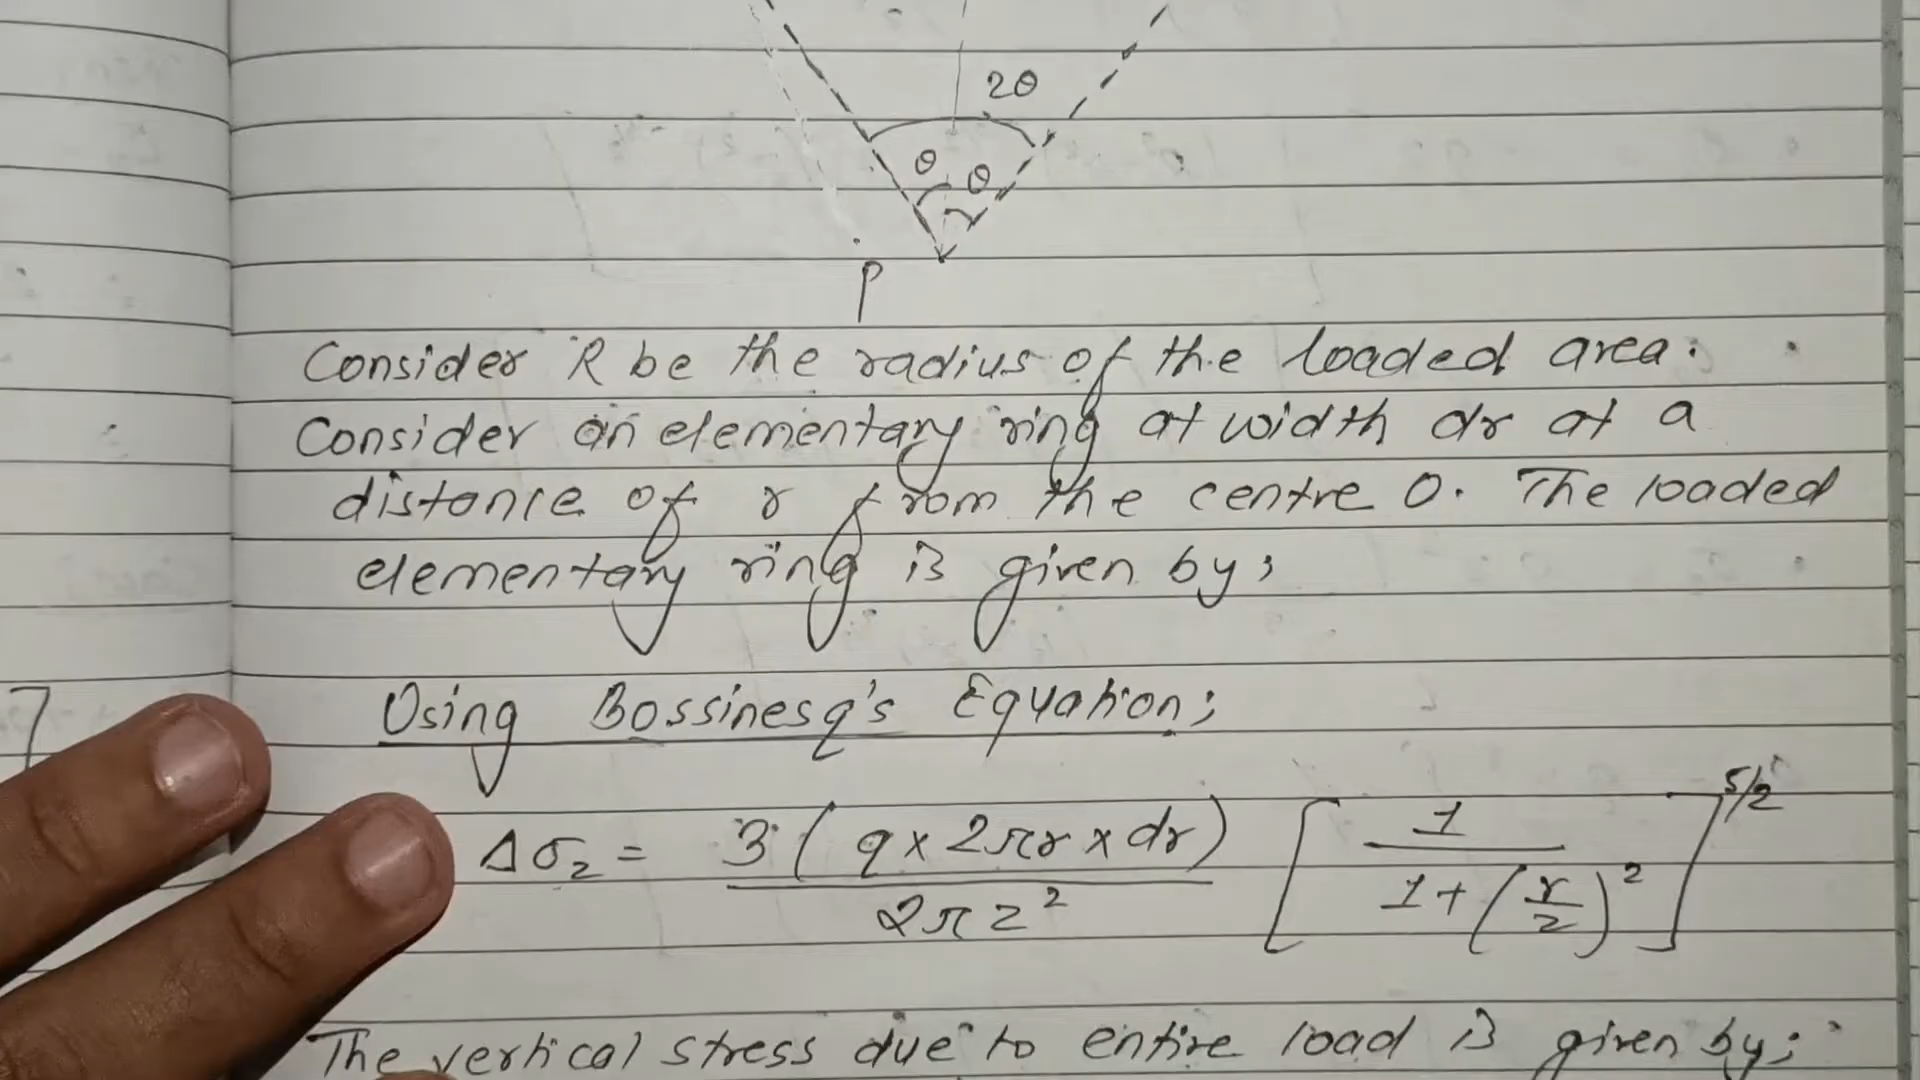 2θ
θ θ
P
Consider R be the radius of the loaded area.
Consider an elementary ring at width dr at a
distance of r from the centre O. The loaded
elementary ring is given by;
Using Bossinesq's Equation;
Δσz = 3(q x 2πr x dr) / 2πz² [1 / 1+(r/z)²]^5/2
The vertical stress due to entire load is given by;